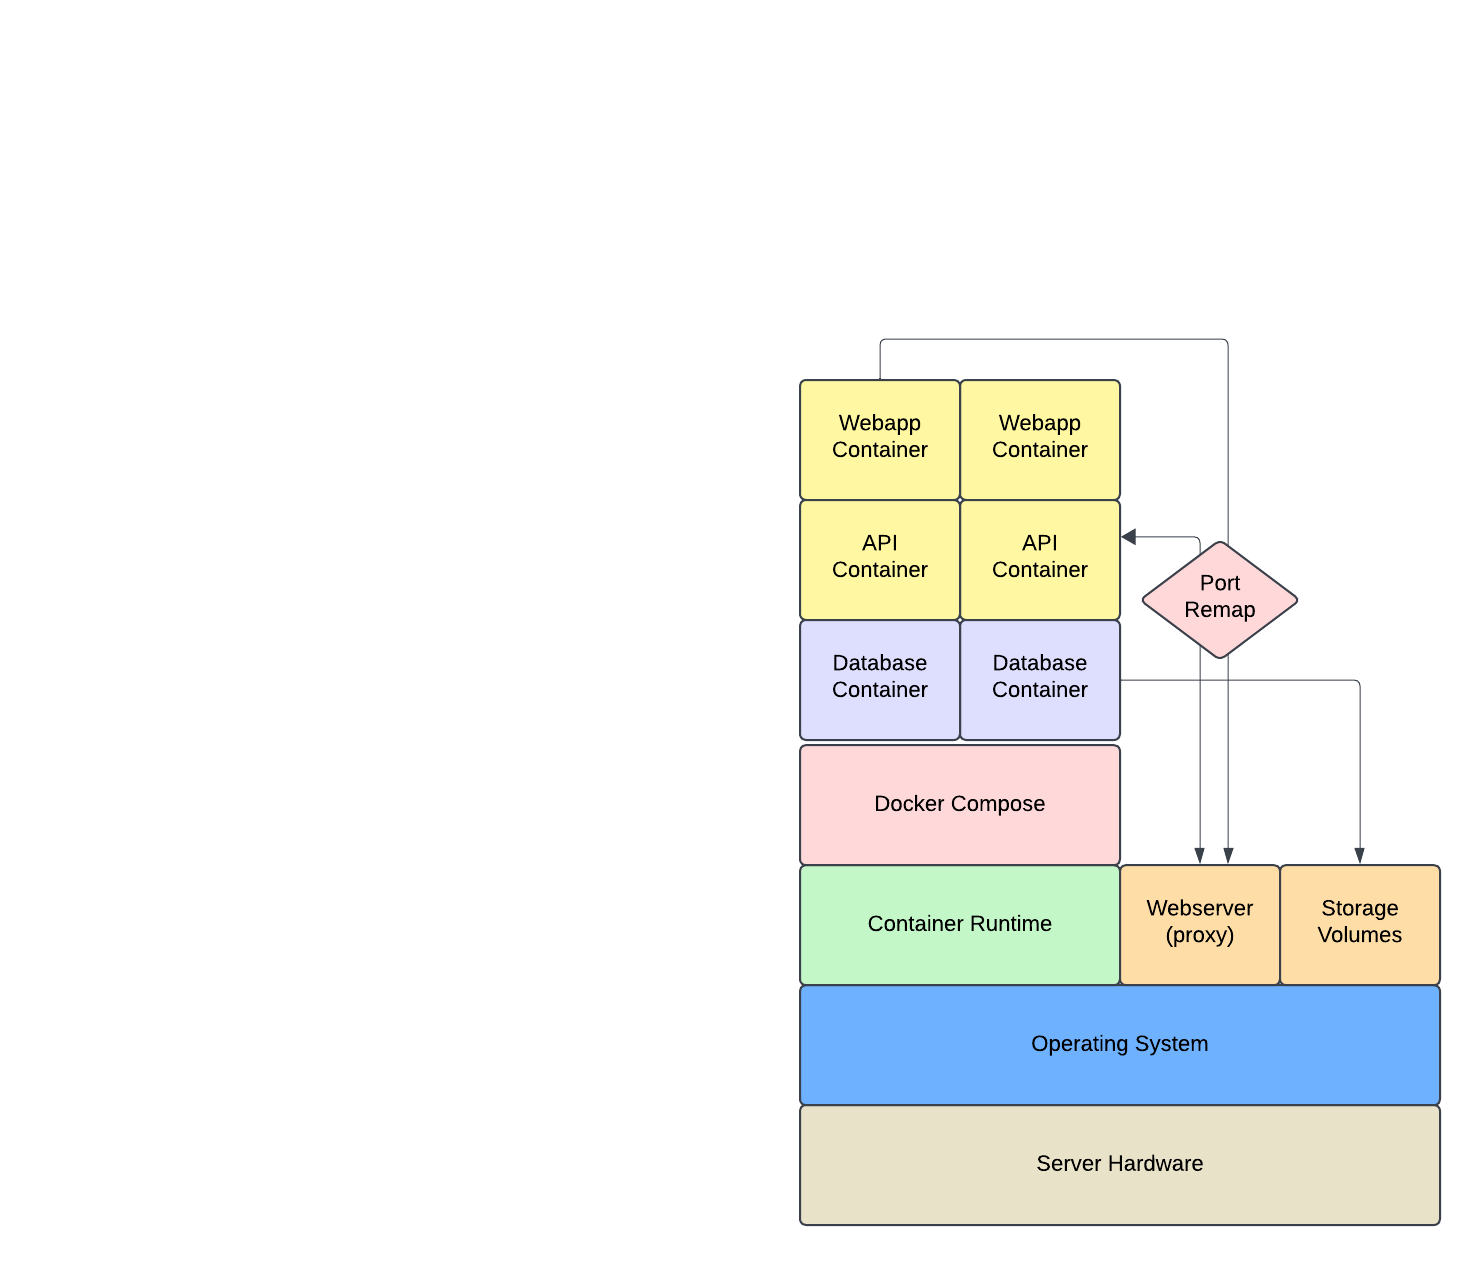 Webapp
Container
Webapp
Container
API
Container
API
Container
Port
Remap
Database
Container
Database
Container
Docker Compose
Container Runtime
Webserver
(proxy)
Storage
Volumes
Operating System
Server Hardware